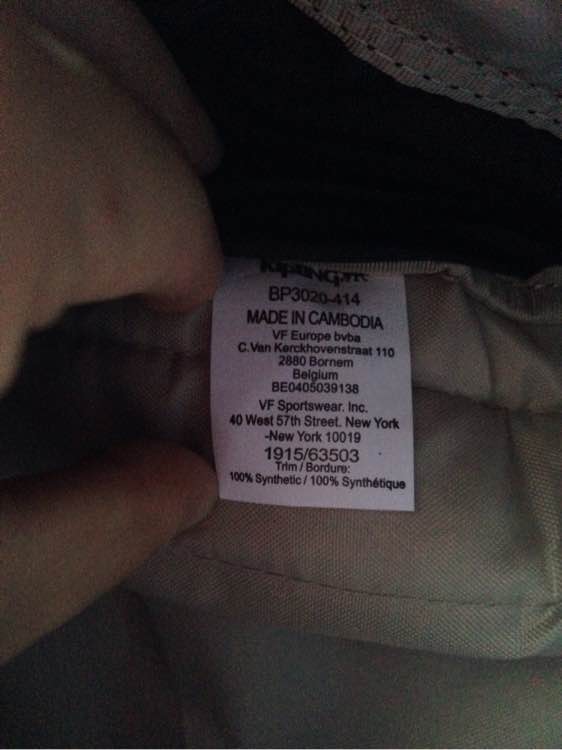 KIPLING
BP3020-414
MADE IN CAMBODIA
VF Europe bvba
C.Van Kerckhovenstraat 110
2880 Bornem
Belgium
BE0405039138
VF Sportswear. Inc.
40 West 57th Street. New York
-New York 10019
1915/63503
Trim / Bordure:
100% Synthetic / 100% Synthétique